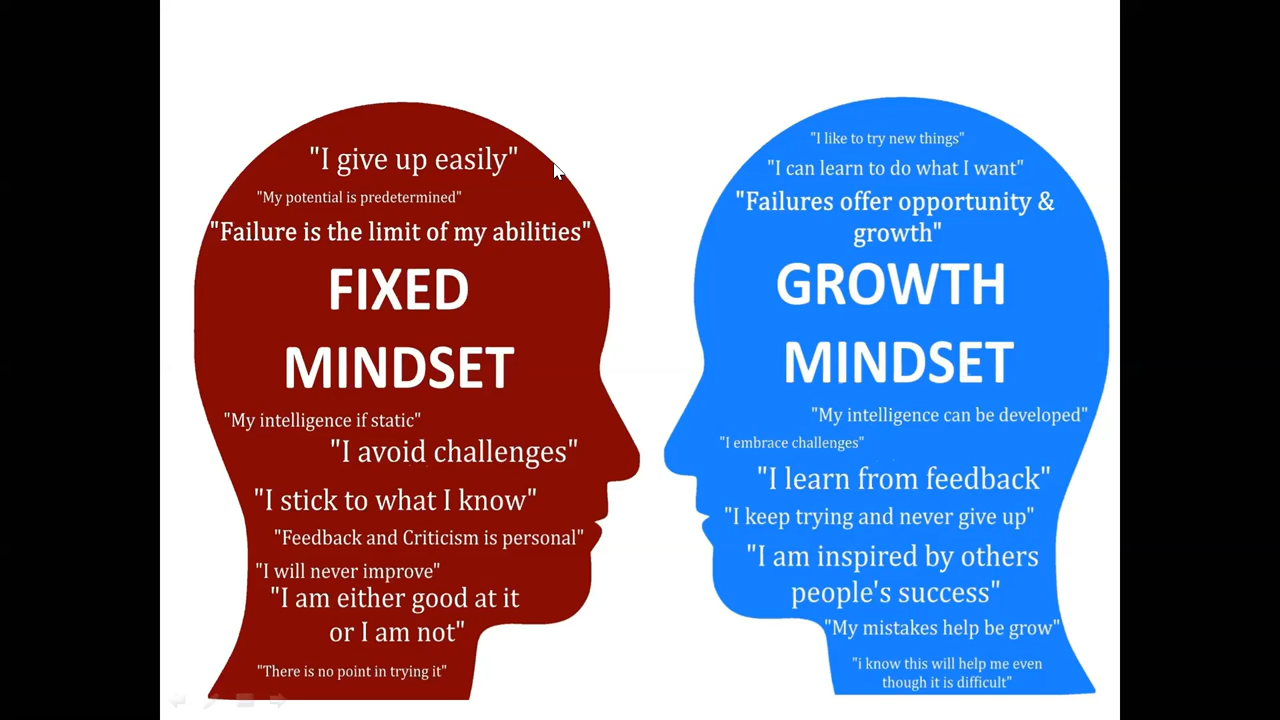 "I give up easily"
"My potential is predetermined"
"Failure is the limit of my abilities"
FIXED
MINDSET
"My intelligence if static"
"I avoid challenges"
"I stick to what I know"
"Feedback and Criticism is personal"
"I will never improve"
"I am either good at it
or I am not"
"There is no point in trying it"
"I like to try new things"
"I can learn to do what I want"
"Failures offer opportunity &
growth"
GROWTH
MINDSET
"My intelligence can be developed"
"I embrace challenges"
"I learn from feedback"
"I keep trying and never give up"
"I am inspired by others
people's success"
"My mistakes help be grow"
"i know this will help me even
though it is difficult"